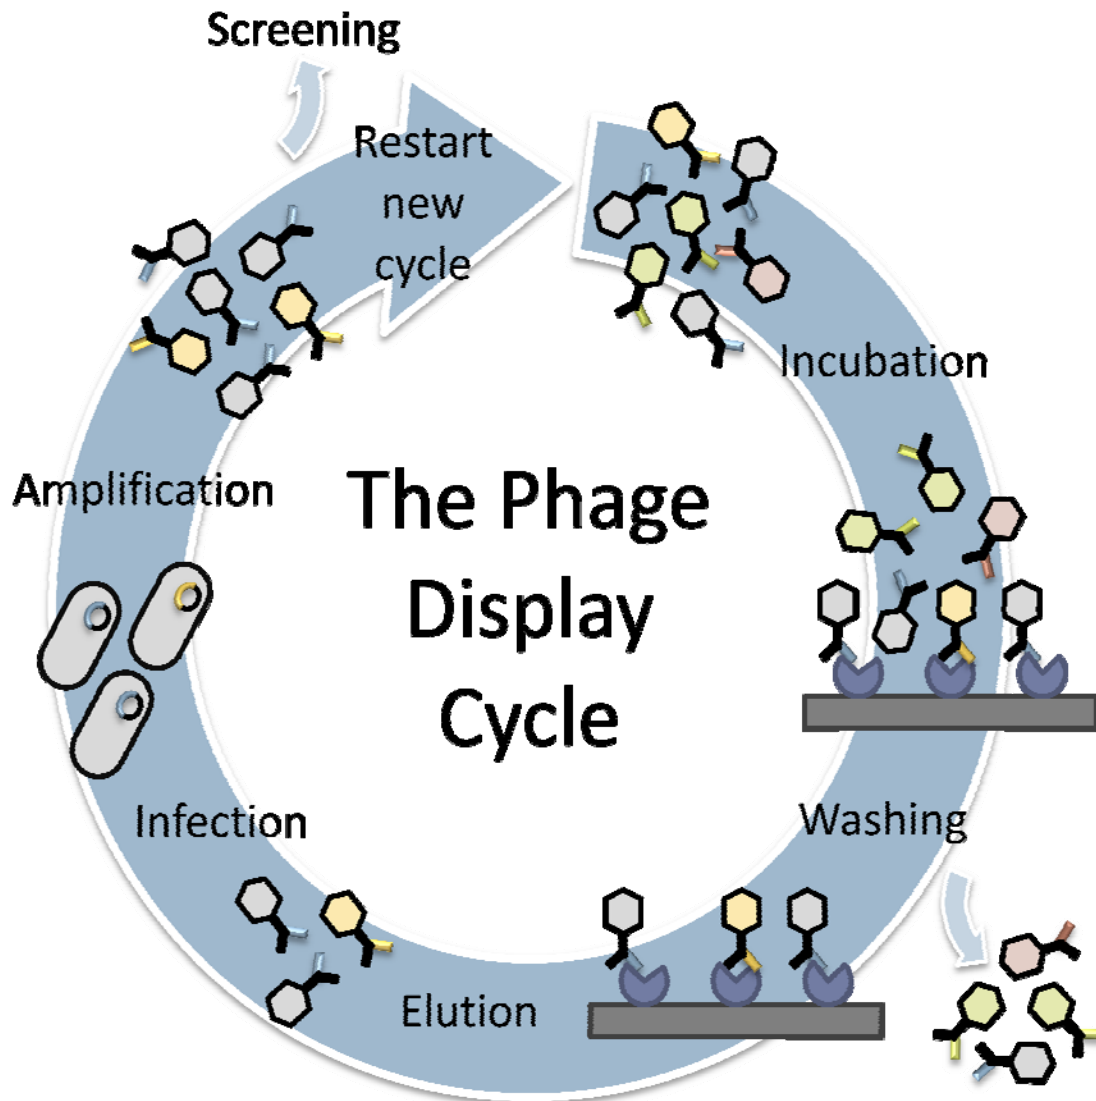 Screening
Restart
new
cycle
Incubation
Washing
Elution
Infection
Amplification
The Phage
Display
Cycle